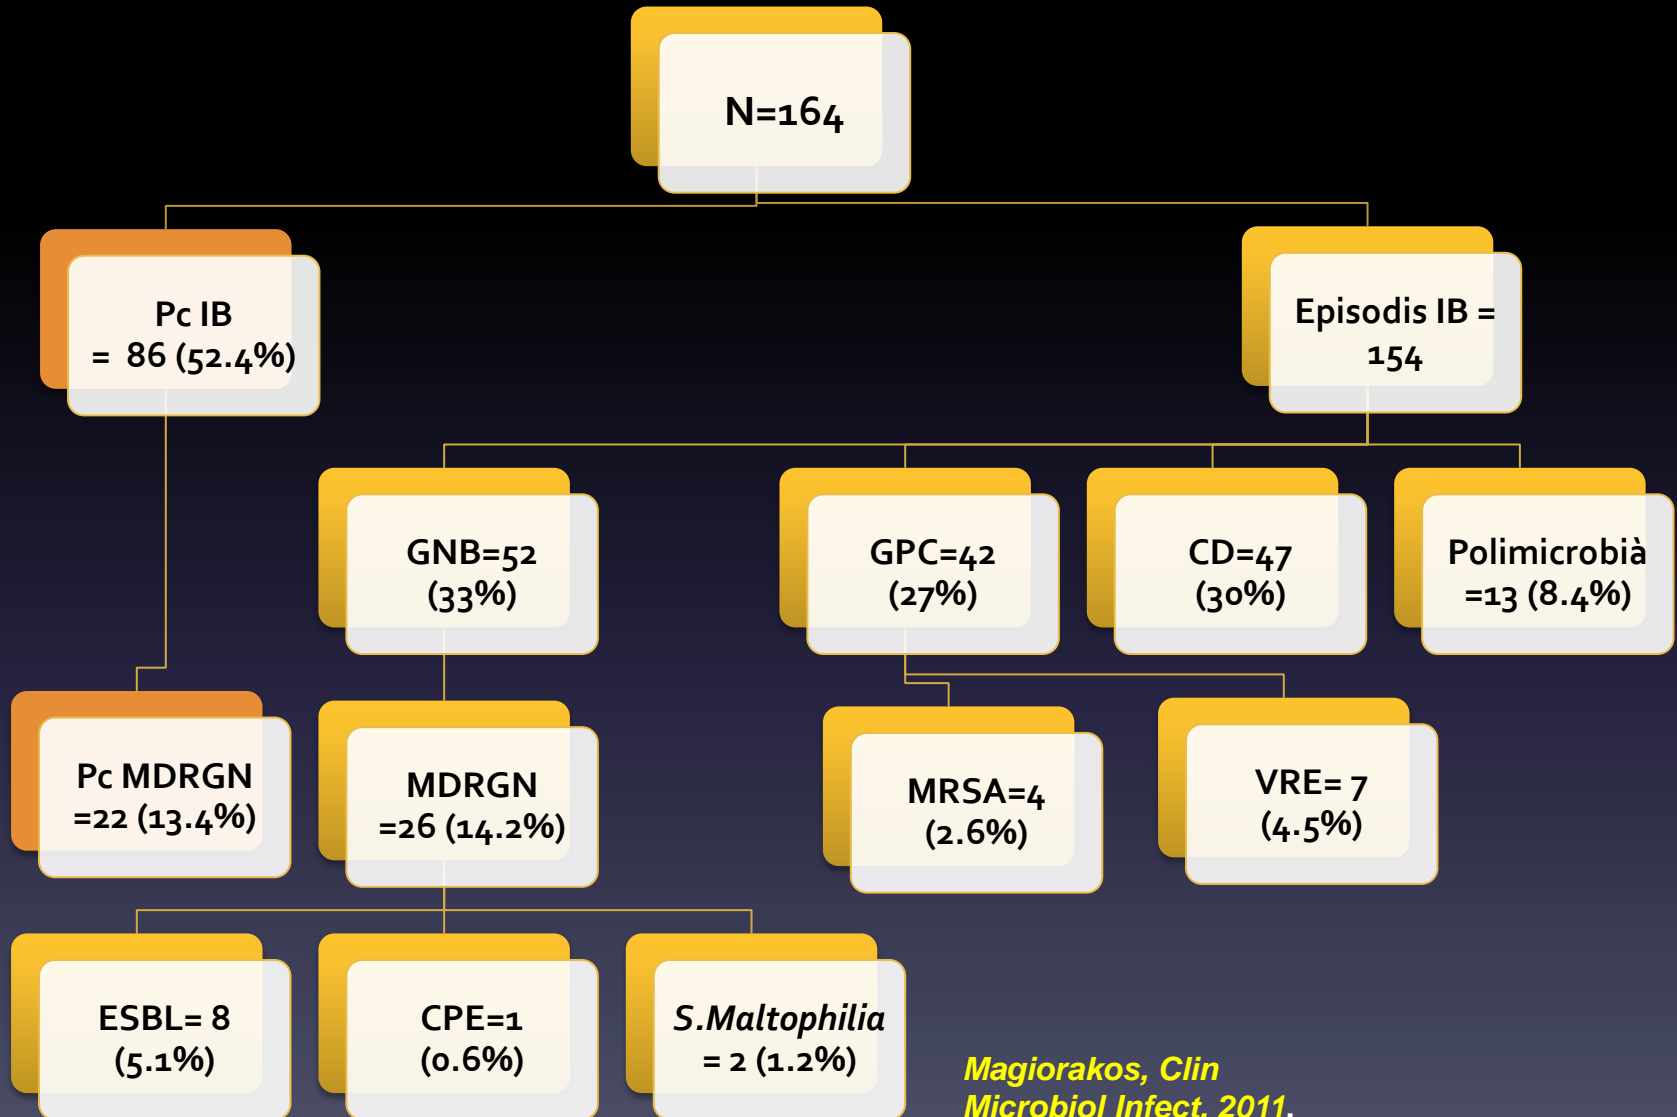 N=164
Pc IB
= 86 (52.4%)
Episodis IB =
154
GNB=52
(33%)
GPC=42
(27%)
CD=47
(30%)
Polimicrobià
=13 (8.4%)
Pc MDRGN
=22 (13.4%)
MDRGN
=26 (14.2%)
MRSA=4
(2.6%)
VRE= 7
(4.5%)
ESBL= 8
(5.1%)
CPE=1
(0.6%)
S.Maltophilia
= 2 (1.2%)
Magiorakos, Clin
Microbiol Infect. 2011.